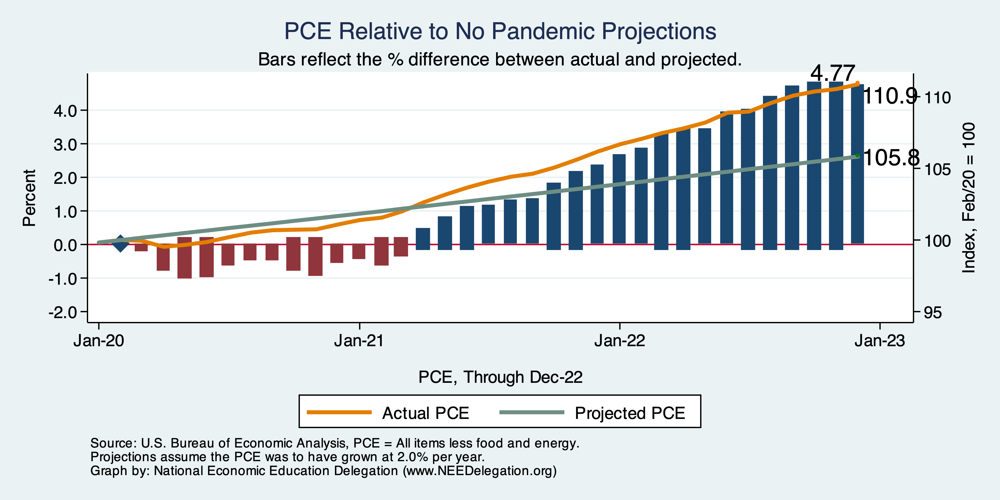 PCE Relative to No Pandemic Projections
Bars reflect the % difference between actual and projected.
4.77
110.9
105.8
Percent
4.0
3.0
2.0
1.0
0.0
-1.0
-2.0
110
105
100
95
Index, Feb/20 = 100
Jan-20
Jan-21
Jan-22
Jan-23
PCE, Through Dec-22
Actual PCE
Projected PCE
Source: U.S. Bureau of Economic Analysis, PCE = All items less food and energy.
Projections assume the PCE was to have grown at 2.0% per year.
Graph by: National Economic Education Delegation (www.NEEDelegation.org)